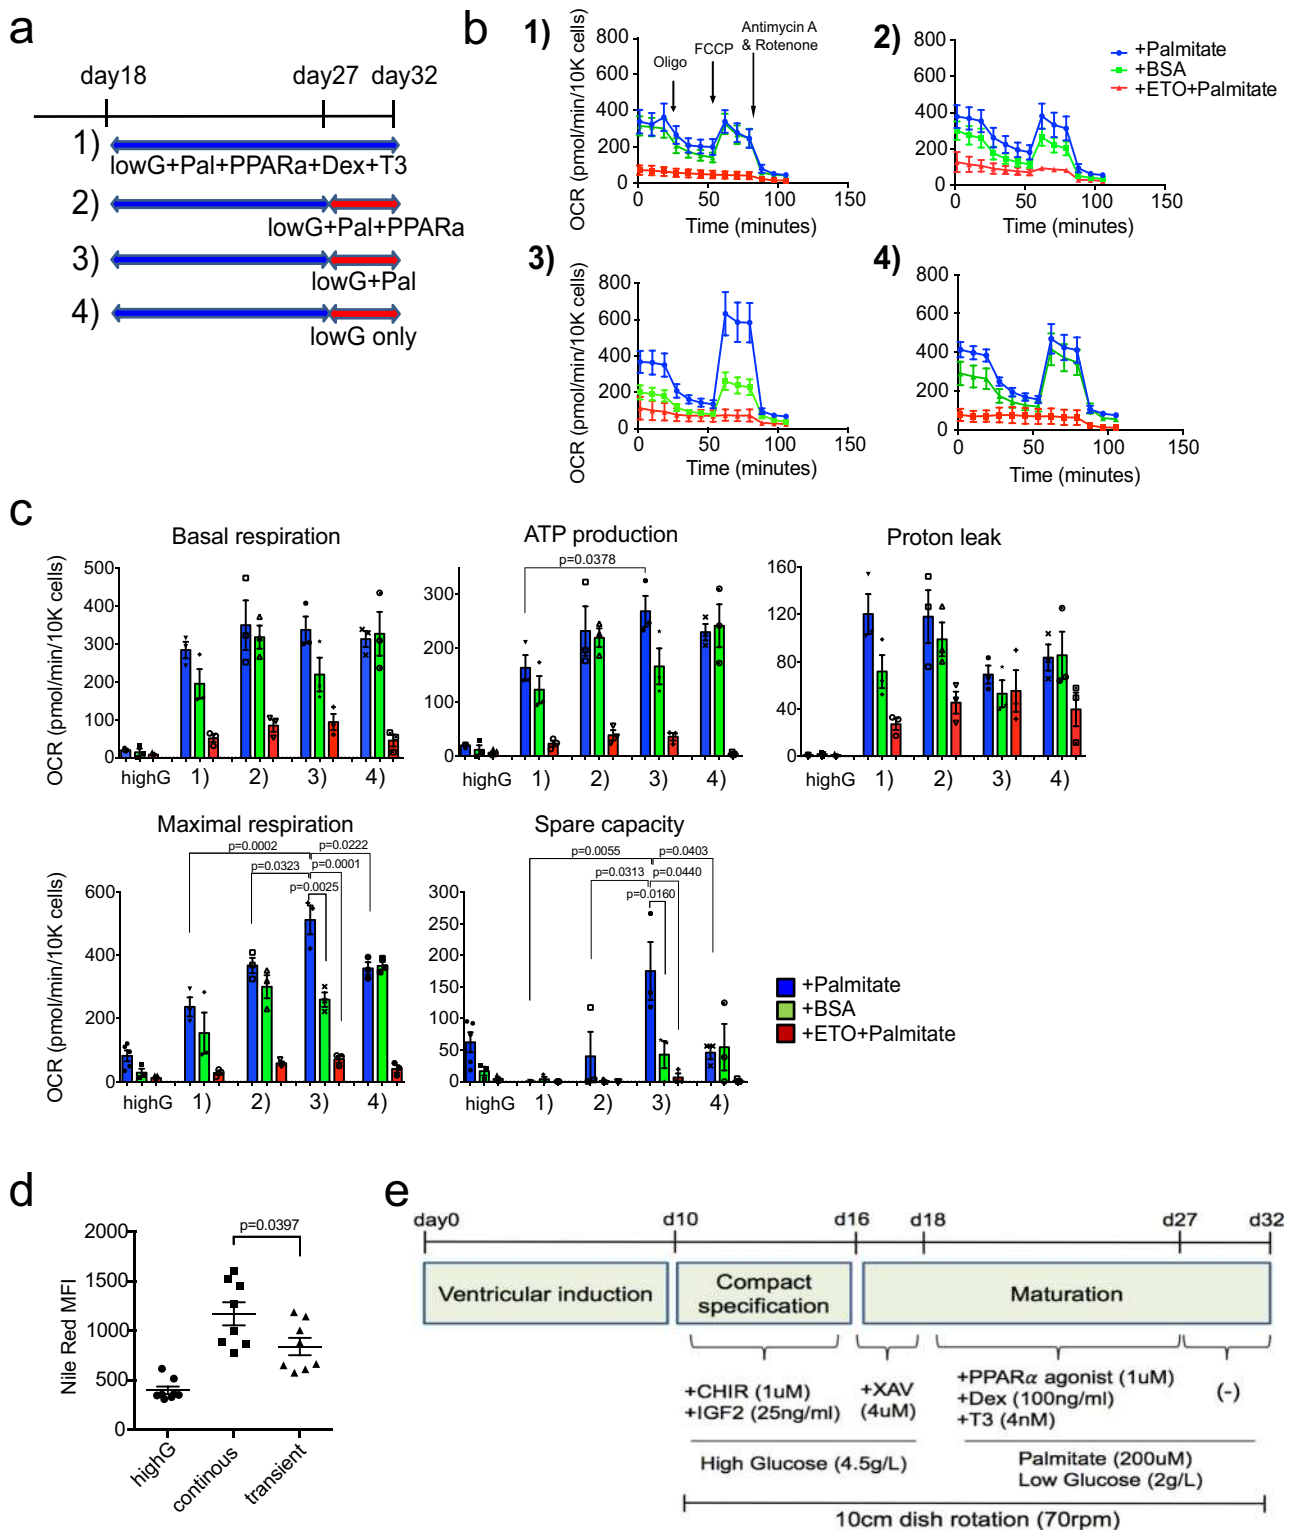 a
day18 day27 day32
1)
lowG+Pal+PPARa+Dex+T3
2)
lowG+Pal+PPARa
3)
lowG+Pal
4)
lowG only
b
1)
Antimycin A
& Rotenone
FCCP
Oligo
OCR (pmol/min/10K cells)
800
600
400
200
0
0 50 100 150
Time (minutes)
2)
+Palmitate
+BSA
+ETO+Palmitate
800
600
400
200
0
0 50 100 150
Time (minutes)
3)
OCR (pmol/min/10K cells)
800
600
400
200
0
0 50 100 150
Time (minutes)
4)
800
600
400
200
0
0 50 100 150
Time (minutes)
c
Basal respiration
OCR (pmol/min/10K cells)
500
400
300
200
100
0
highG 1) 2) 3) 4)
ATP production
p=0.0378
300
200
100
0
highG 1) 2) 3) 4)
Proton leak
160
120
80
40
0
highG 1) 2) 3) 4)
Maximal respiration
p=0.0002 p=0.0222
p=0.0323 p=0.0001
p=0.0025
OCR (pmol/min/10K cells)
600
400
200
0
highG 1) 2) 3) 4)
Spare capacity
p=0.0055 p=0.0403
p=0.0313 p=0.0440
p=0.0160
300
250
200
150
100
50
0
highG 1) 2) 3) 4)
+Palmitate
+BSA
+ETO+Palmitate
d
p=0.0397
Nile Red MFI
2000
1500
1000
500
0
highG
continous
transient
e
day0 d10 d16 d18 d27 d32
Ventricular induction
Compact
specification
Maturation
+CHIR (1uM)
+IGF2 (25ng/ml)
+XAV
(4uM)
+PPARα agonist (1uM)
+Dex (100ng/ml)
+T3 (4nM)
(-)
High Glucose (4.5g/L)
Palmitate (200uM)
Low Glucose (2g/L)
10cm dish rotation (70rpm)